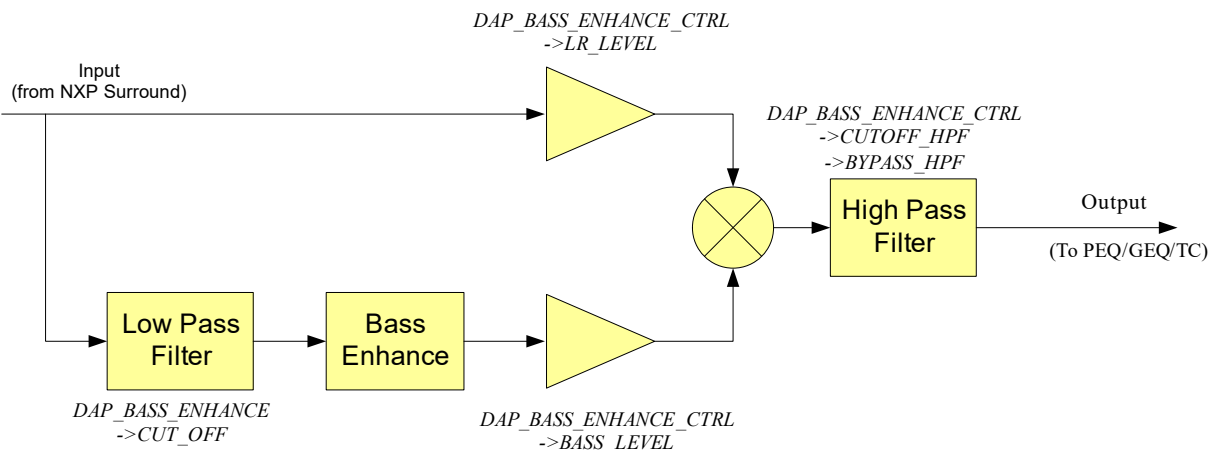 DAP_BASS_ENHANCE_CTRL
->LR_LEVEL
Input
(from NXP Surround)
DAP_BASS_ENHANCE_CTRL
->CUTOFF_HPF
->BYPASS_HPF
High Pass
Filter
Output
(To PEQ/GEQ/TC)
Low Pass
Filter
Bass
Enhance
DAP_BASS_ENHANCE
->CUT_OFF
DAP_BASS_ENHANCE_CTRL
->BASS_LEVEL